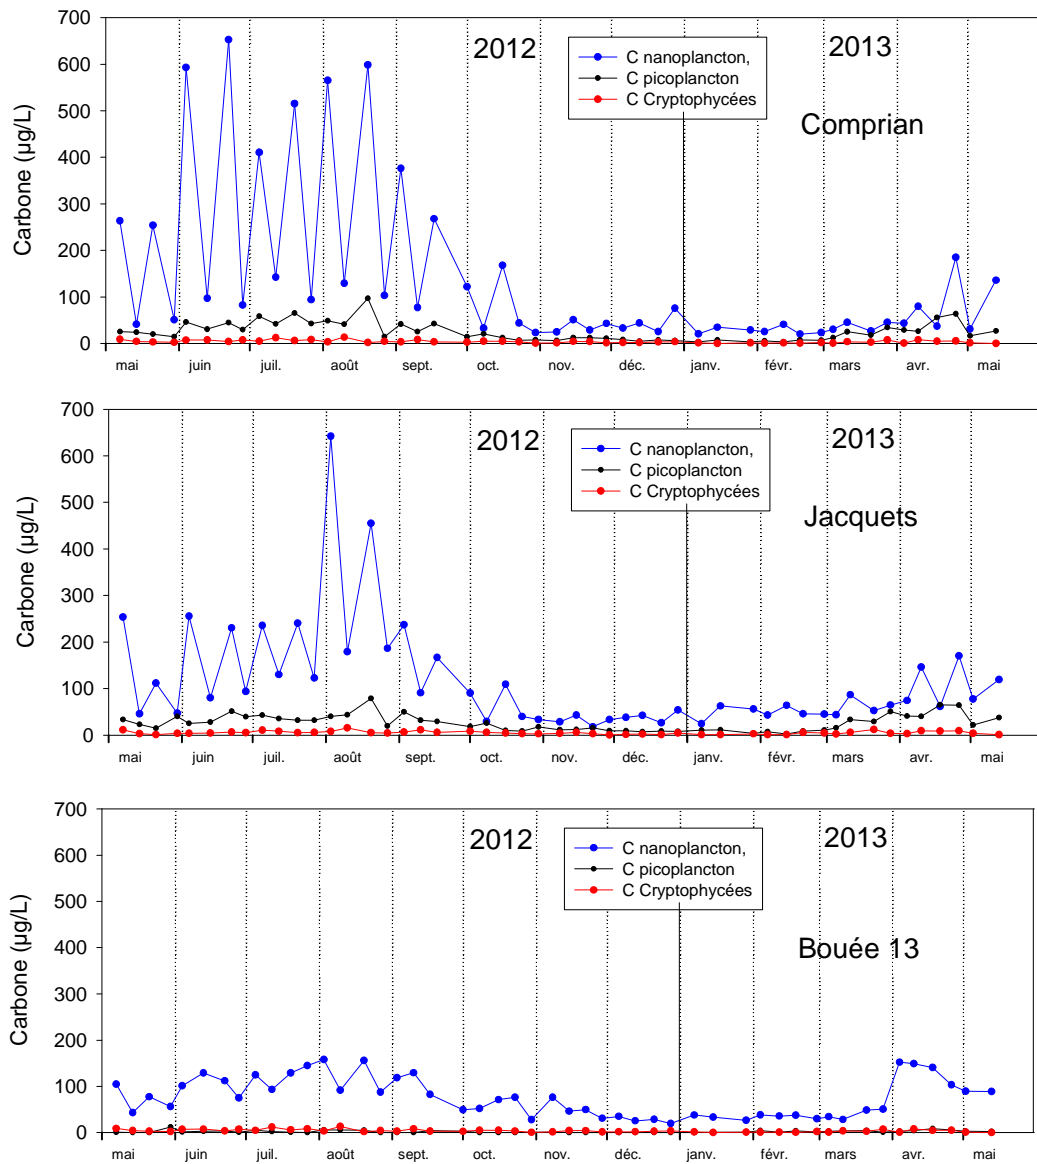 700
600
500
400
300
200
100
0
Carbone (µg/L)
2012
2013
C nanoplancton,
C picoplancton
C Cryptophycées
Comprian
mai juin juil. août sept. oct. nov. déc. janv. févr. mars avr. mai
700
600
500
400
300
200
100
0
Carbone (µg/L)
2012
2013
C nanoplancton,
C picoplancton
C Cryptophycées
Jacquets
mai juin juil. août sept. oct. nov. déc. janv. févr. mars avr. mai
700
600
500
400
300
200
100
0
Carbone (µg/L)
2012
2013
C nanoplancton,
C picoplancton
C Cryptophycées
Bouée 13
mai juin juil. août sept. oct. nov. déc. janv. févr. mars avr. mai